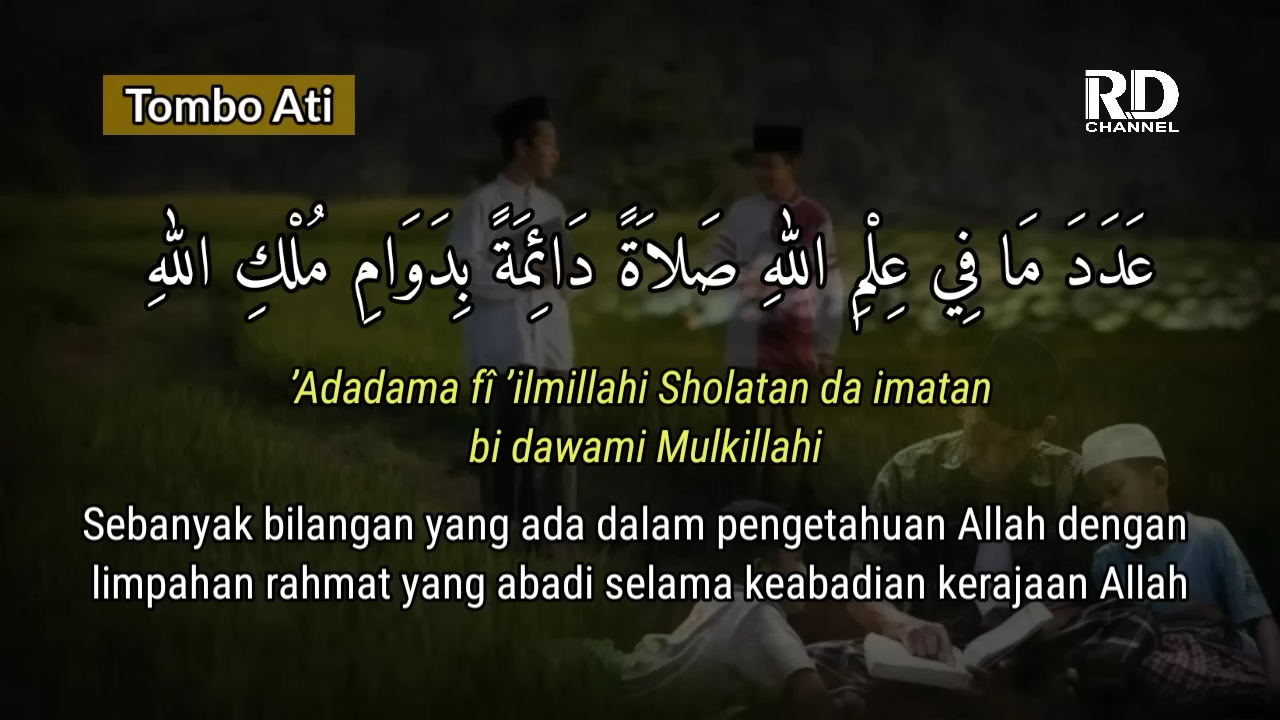 Tombo Ati
RD
CHANNEL
عَدَدَ مَا فِي عِلْمِ اللّٰهِ صَلاَةً دَائِمَةً بِدَوَامِ مُلْكِ اللّٰهِ
’Adadama fî ’ilmillahi Sholatan da imatan
bi dawami Mulkillahi
Sebanyak bilangan yang ada dalam pengetahuan Allah dengan
limpahan rahmat yang abadi selama keabadian kerajaan Allah